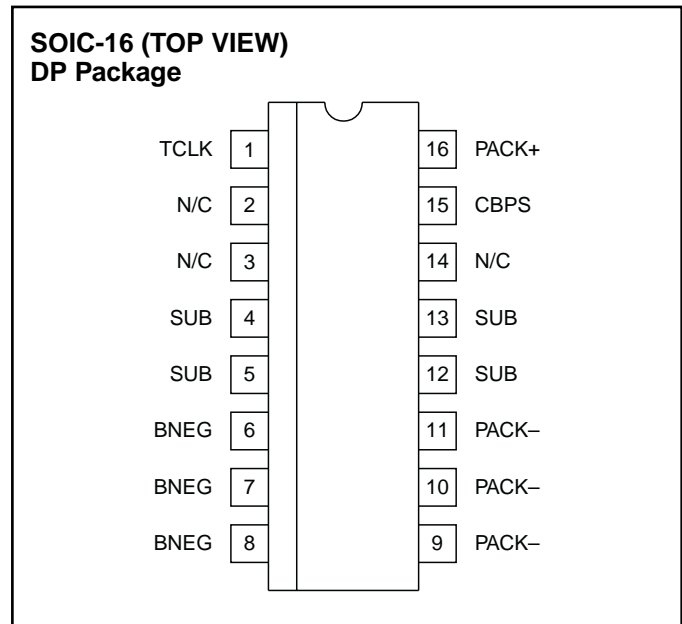 SOIC-16 (TOP VIEW)
DP Package
TCLK 1 16 PACK+
N/C 2 15 CBPS
N/C 3 14 N/C
SUB 4 13 SUB
SUB 5 12 SUB
BNEG 6 11 PACK–
BNEG 7 10 PACK–
BNEG 8 9 PACK–